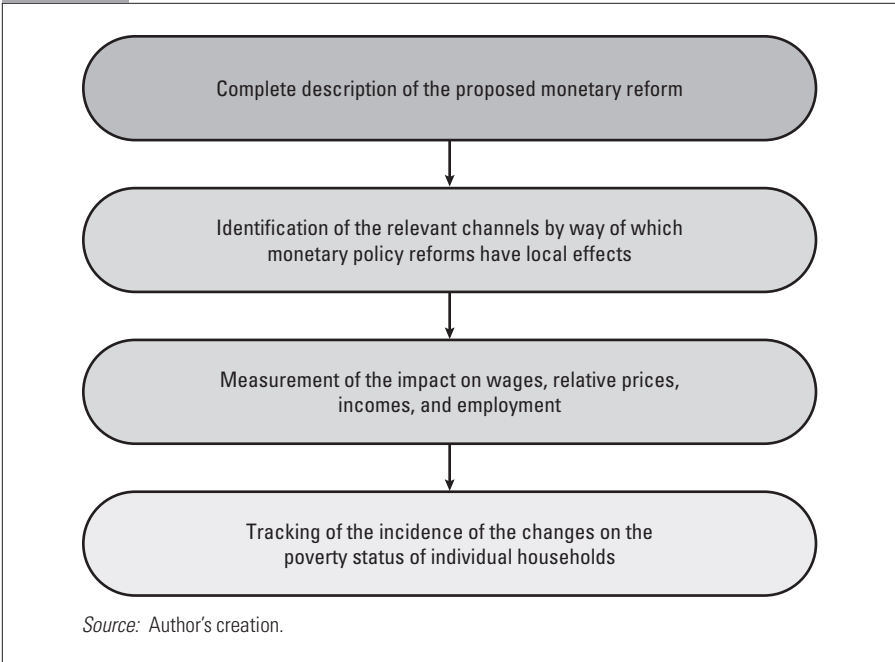 Complete description of the proposed monetary reform
Identification of the relevant channels by way of which
monetary policy reforms have local effects
Measurement of the impact on wages, relative prices,
incomes, and employment
Tracking of the incidence of the changes on the
poverty status of individual households
Source: Author's creation.